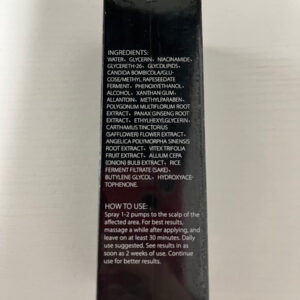 INGREDIENTS:
WATER, GLYCERIN, NIACINAMIDE,
GLYCERETH-26, GLYCOLIPIDS,
CANDIDA BOMBICOLA/GLU-
COSE/METHYL RAPESEEDATE
FERMENT, PHENOXYETHANOL,
ALCOHOL, XANTHAN GUM,
ALLANTOIN, METHYLPARABEN,
POLYGONUM MULTIFLORUM ROOT
EXTRACT, PANAX GINSENG ROOT
EXTRACT, ETHYLHEXYLGLYCERIN,
CARTHAMUS TINCTORIUS
(SAFFLOWER) FLOWER EXTRACT,
ANGELICA POLYMORPHA SINENSIS
ROOT EXTRACT, VITEX TRIFOLIA
FRUIT EXTRACT, ALLIUM CEPA
(ONION) BULB EXTRACT, RICE
FERMENT FILTRATE (SAKE),
BUTYLENE GLYCOL, HYDROXYACE-
TOPHENONE.
HOW TO USE:
Spray 1-2 pumps to the scalp of the
affected area. For best results,
massage a while after applying, and
leave on at least 30 minutes. Daily
use suggested. See results in as
soon as 2 weeks of use. Continue
use for better results.